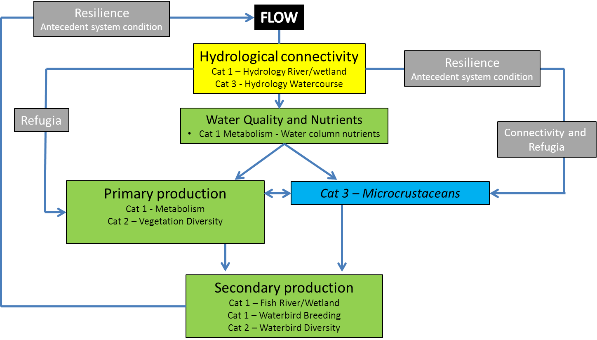 Resilience
Antecedent system condition
FLOW
Hydrological connectivity
Cat 1 – Hydrology River/wetland
Cat 3 - Hydrology Watercourse
Resilience
Antecedent system condition
Refugia
Water Quality and Nutrients
• Cat 1 Metabolism - Water column nutrients
Connectivity and
Refugia
Primary production
Cat 1 - Metabolism
Cat 2 – Vegetation Diversity
Cat 3 – Microcrustaceans
Secondary production
Cat 1 – Fish River/Wetland
Cat 1 – Waterbird Breeding
Cat 2 – Waterbird Diversity